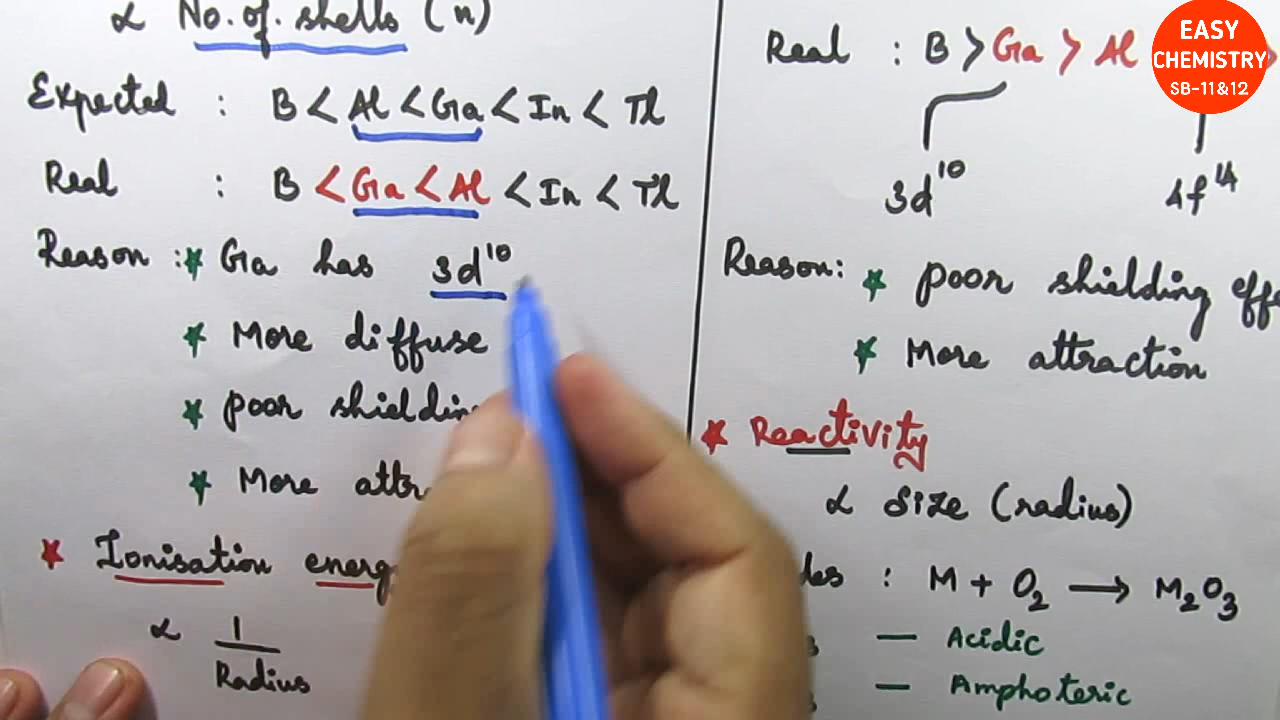 ∝ No. of. shells (n)
Expected : B < Al < Ga < In < Tl
Real : B < Ga < Al < In < Tl
Reason : * Ga has 3d¹⁰
* More diffuse
* poor shielding
* More
* Ionisation
∝ 1
Radius
Real : B > Ga > Al
3d¹⁰ 4f¹⁴
Reason: * poor shielding
* More attraction
* Reactivity
∝ size (radius)
: M + O₂ → M₂O₃
— Acidic
— Amphoteric
EASY
CHEMISTRY
SB-11&12